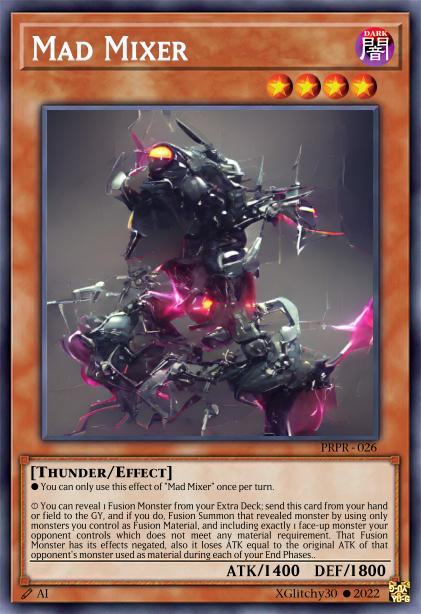 MAD MIXER
DARK
闇
PRPR - 026
[THUNDER/EFFECT]
● You can only use this effect of "Mad Mixer" once per turn.
① You can reveal 1 Fusion Monster from your Extra Deck; send this card from your hand
or field to the GY, and if you do, Fusion Summon that revealed monster by using only
monsters you control as Fusion Material, and including exactly 1 face-up monster your
opponent controls which does not meet any material requirement. That Fusion
Monster has its effects negated, also it loses ATK equal to the original ATK of that
opponent's monster used as material during each of your End Phases..
ATK/1400 DEF/1800
AI XGlitchy30 ● 2022